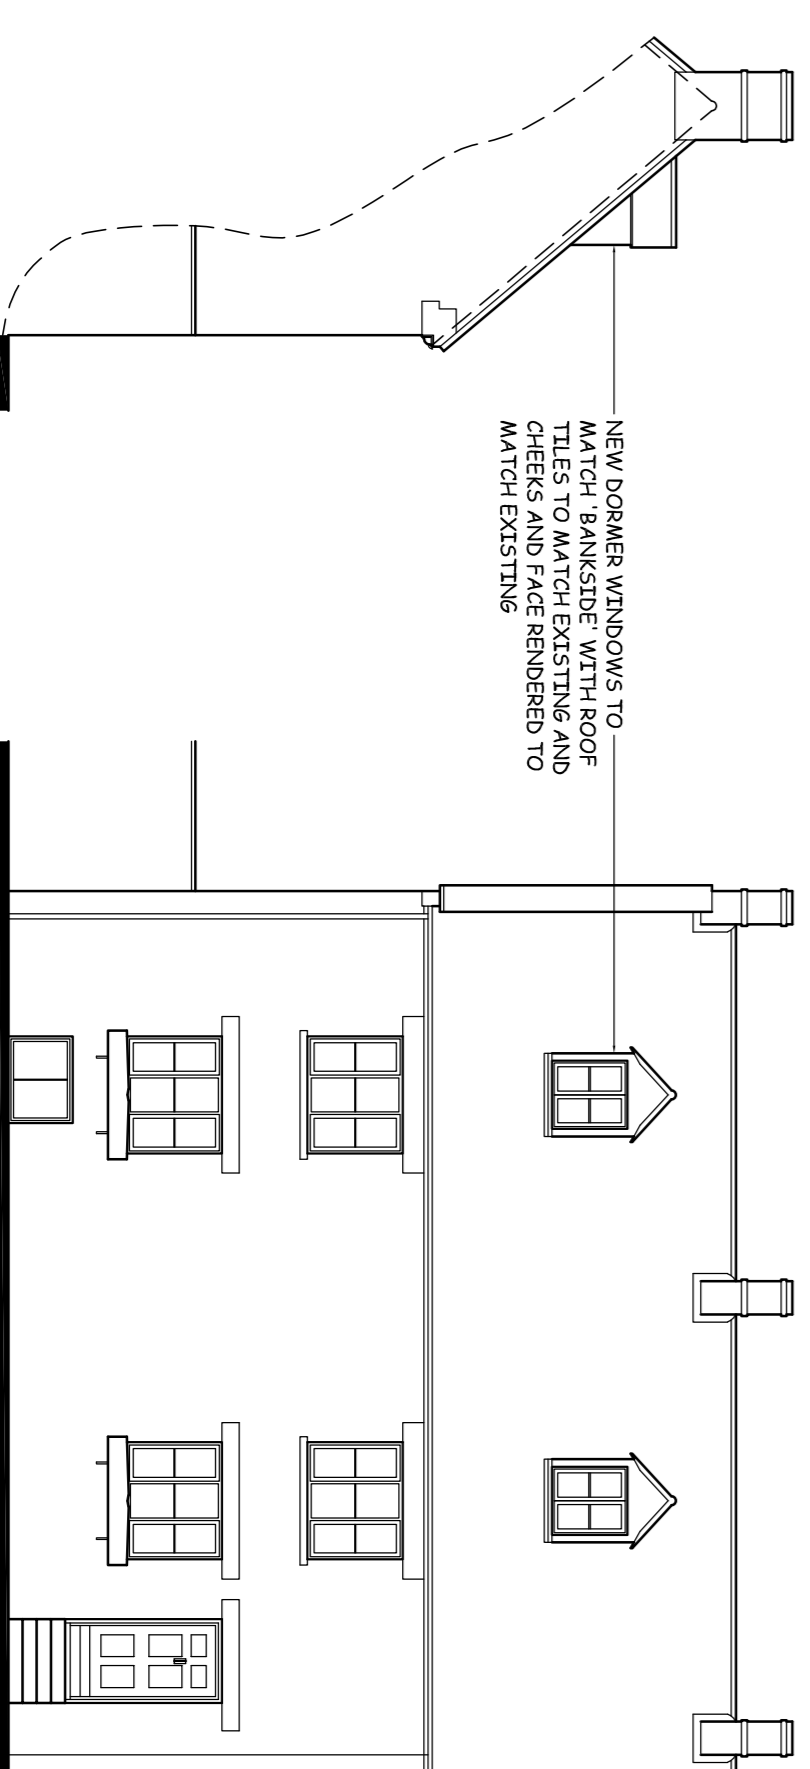 NEW DORMER WINDOWS TO
MATCH 'BANKSIDE' WITH ROOF
TILES TO MATCH EXISTING AND
CHEEKS AND FACE RENDERED TO
MATCH EXISTING